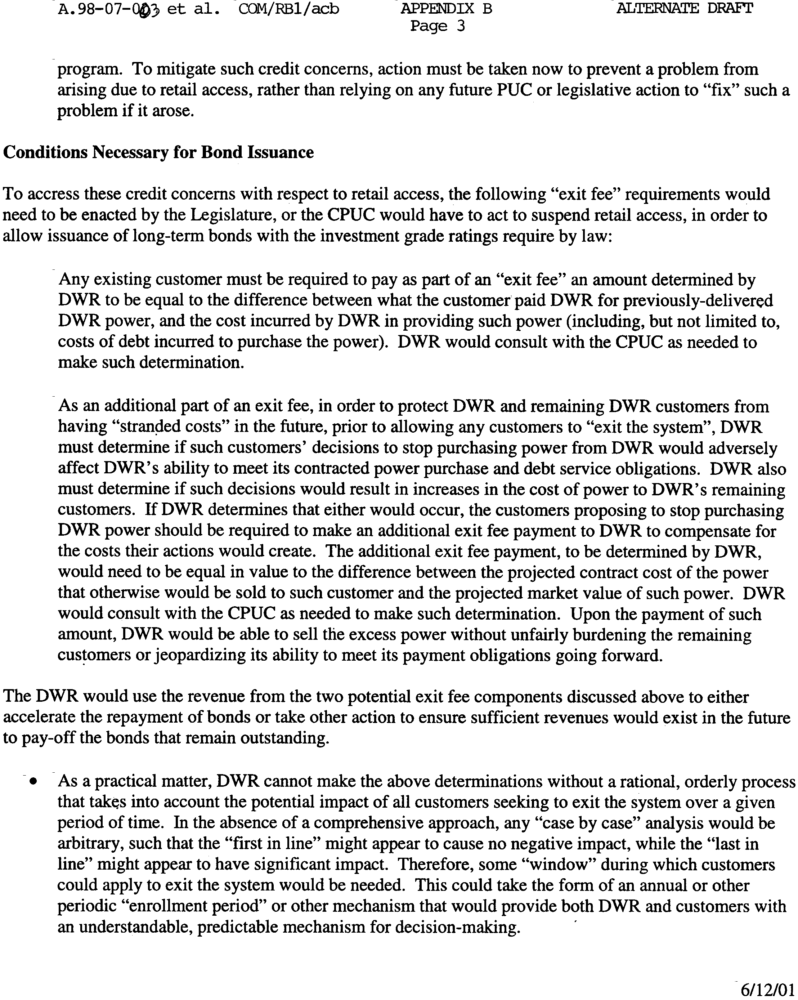 A.98-07-003 et al. COM/RB1/acb APPENDIX B ALTERNATE DRAFT
Page 3
program. To mitigate such credit concerns, action must be taken now to prevent a problem from
arising due to retail access, rather than relying on any future PUC or legislative action to “fix” such a
problem if it arose.
Conditions Necessary for Bond Issuance
To accress these credit concerns with respect to retail access, the following “exit fee” requirements would
need to be enacted by the Legislature, or the CPUC would have to act to suspend retail access, in order to
allow issuance of long-term bonds with the investment grade ratings require by law:
Any existing customer must be required to pay as part of an “exit fee” an amount determined by
DWR to be equal to the difference between what the customer paid DWR for previously-delivered
DWR power, and the cost incurred by DWR in providing such power (including, but not limited to,
costs of debt incurred to purchase the power). DWR would consult with the CPUC as needed to
make such determination.
As an additional part of an exit fee, in order to protect DWR and remaining DWR customers from
having “stranded costs” in the future, prior to allowing any customers to “exit the system”, DWR
must determine if such customers’ decisions to stop purchasing power from DWR would adversely
affect DWR’s ability to meet its contracted power purchase and debt service obligations. DWR also
must determine if such decisions would result in increases in the cost of power to DWR’s remaining
customers. If DWR determines that either would occur, the customers proposing to stop purchasing
DWR power should be required to make an additional exit fee payment to DWR to compensate for
the costs their actions would create. The additional exit fee payment, to be determined by DWR,
would need to be equal in value to the difference between the projected contract cost of the power
that otherwise would be sold to such customer and the projected market value of such power. DWR
would consult with the CPUC as needed to make such determination. Upon the payment of such
amount, DWR would be able to sell the excess power without unfairly burdening the remaining
customers or jeopardizing its ability to meet its payment obligations going forward.
The DWR would use the revenue from the two potential exit fee components discussed above to either
accelerate the repayment of bonds or take other action to ensure sufficient revenues would exist in the future
to pay-off the bonds that remain outstanding.
• As a practical matter, DWR cannot make the above determinations without a rational, orderly process
that takes into account the potential impact of all customers seeking to exit the system over a given
period of time. In the absence of a comprehensive approach, any “case by case” analysis would be
arbitrary, such that the “first in line” might appear to cause no negative impact, while the “last in
line” might appear to have significant impact. Therefore, some “window” during which customers
could apply to exit the system would be needed. This could take the form of an annual or other
periodic “enrollment period” or other mechanism that would provide both DWR and customers with
an understandable, predictable mechanism for decision-making.
6/12/01